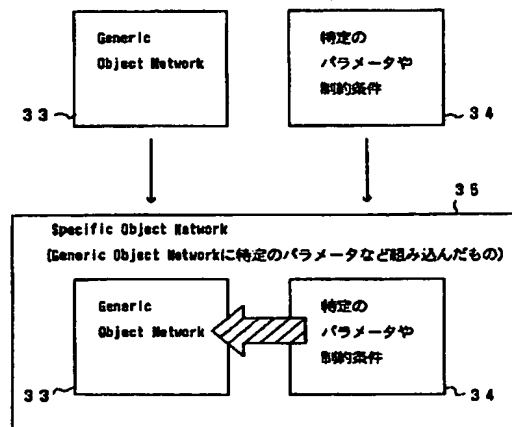 Generic
Object Network
特定の
パラメータや
制約条件
33
34
35
Specific Object Network
(Generic Object Networkに特定のパラメータなど組み込んだもの)
Generic
Object Network
特定の
パラメータや
制約条件
33
34